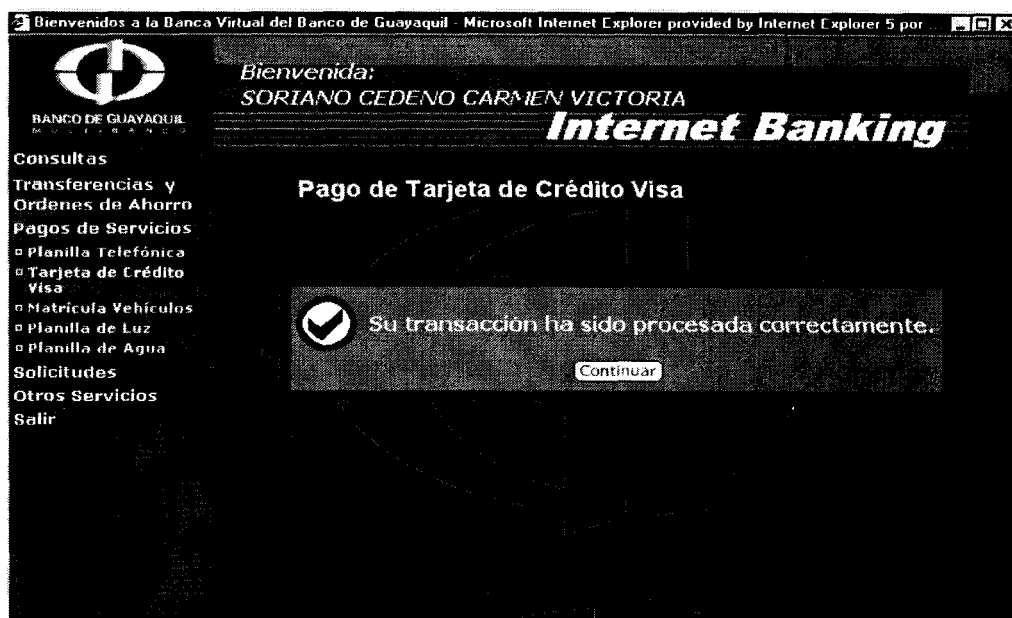 Bienvenidos a la Banca Virtual del Banco de Guayaquil - Microsoft Internet Explorer provided by Internet Explorer 5 por ...
BANCO DE GUAYAQUIL
MULTIBANCO
Bienvenida:
SORIANO CEDENO CARMEN VICTORIA
Internet Banking
Consultas
Transferencias y
Ordenes de Ahorro
Pagos de Servicios
Planilla Telefónica
Tarjeta de Crédito
Visa
Matrícula Vehículos
Planilla de Luz
Planilla de Agua
Solicitudes
Otros Servicios
Salir
Pago de Tarjeta de Crédito Visa
Su transacción ha sido procesada correctamente.
Continuar